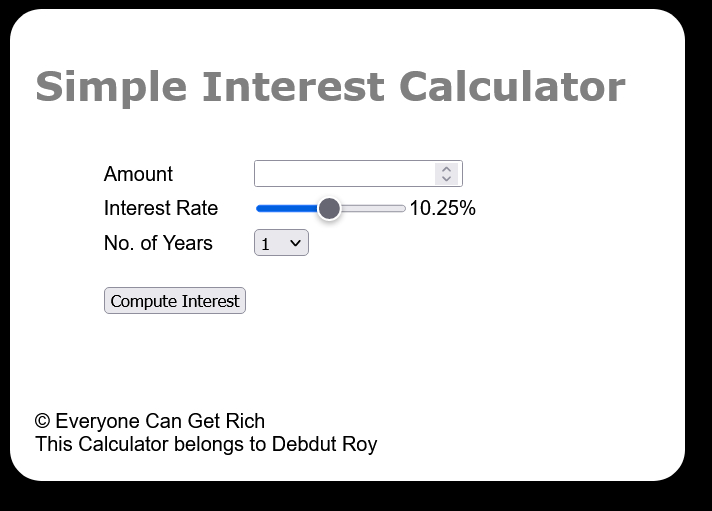 Simple Interest Calculator
Amount
Interest Rate 10.25%
No. of Years 1
Compute Interest
© Everyone Can Get Rich
This Calculator belongs to Debdut Roy